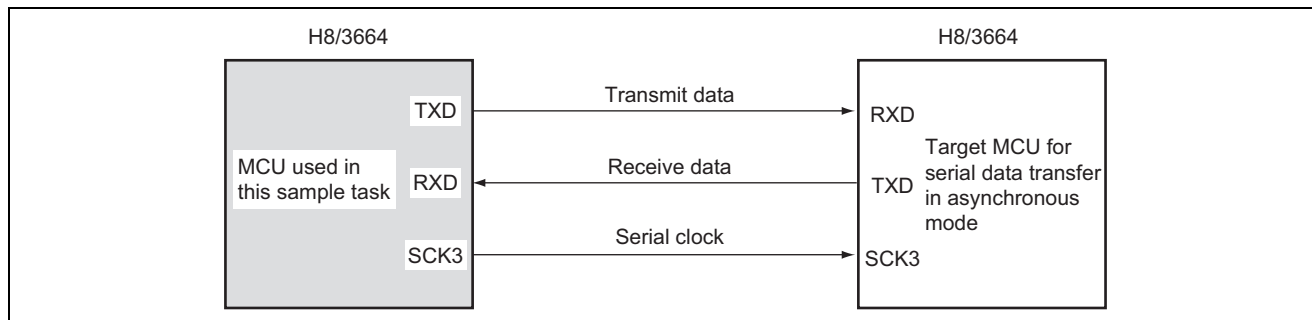 H8/3664
H8/3664
TXD
Transmit data
RXD
MCU used in
this sample task
RXD
Receive data
TXD
Target MCU for
serial data transfer
in asynchronous
mode
SCK3
Serial clock
SCK3